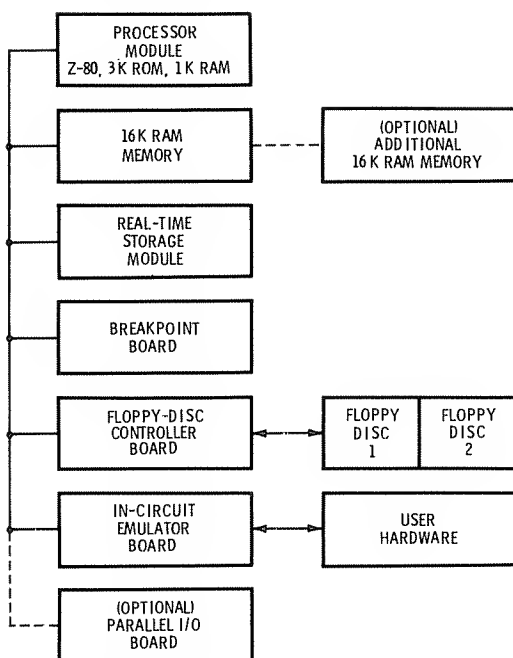 PROCESSOR
MODULE
Z-80, 3K ROM, 1K RAM
16K RAM
MEMORY
(OPTIONAL)
ADDITIONAL
16K RAM MEMORY
REAL-TIME
STORAGE
MODULE
BREAKPOINT
BOARD
FLOPPY-DISC
CONTROLLER
BOARD
FLOPPY
DISC
1
FLOPPY
DISC
2
IN-CIRCUIT
EMULATOR
BOARD
USER
HARDWARE
(OPTIONAL)
PARALLEL I/O
BOARD